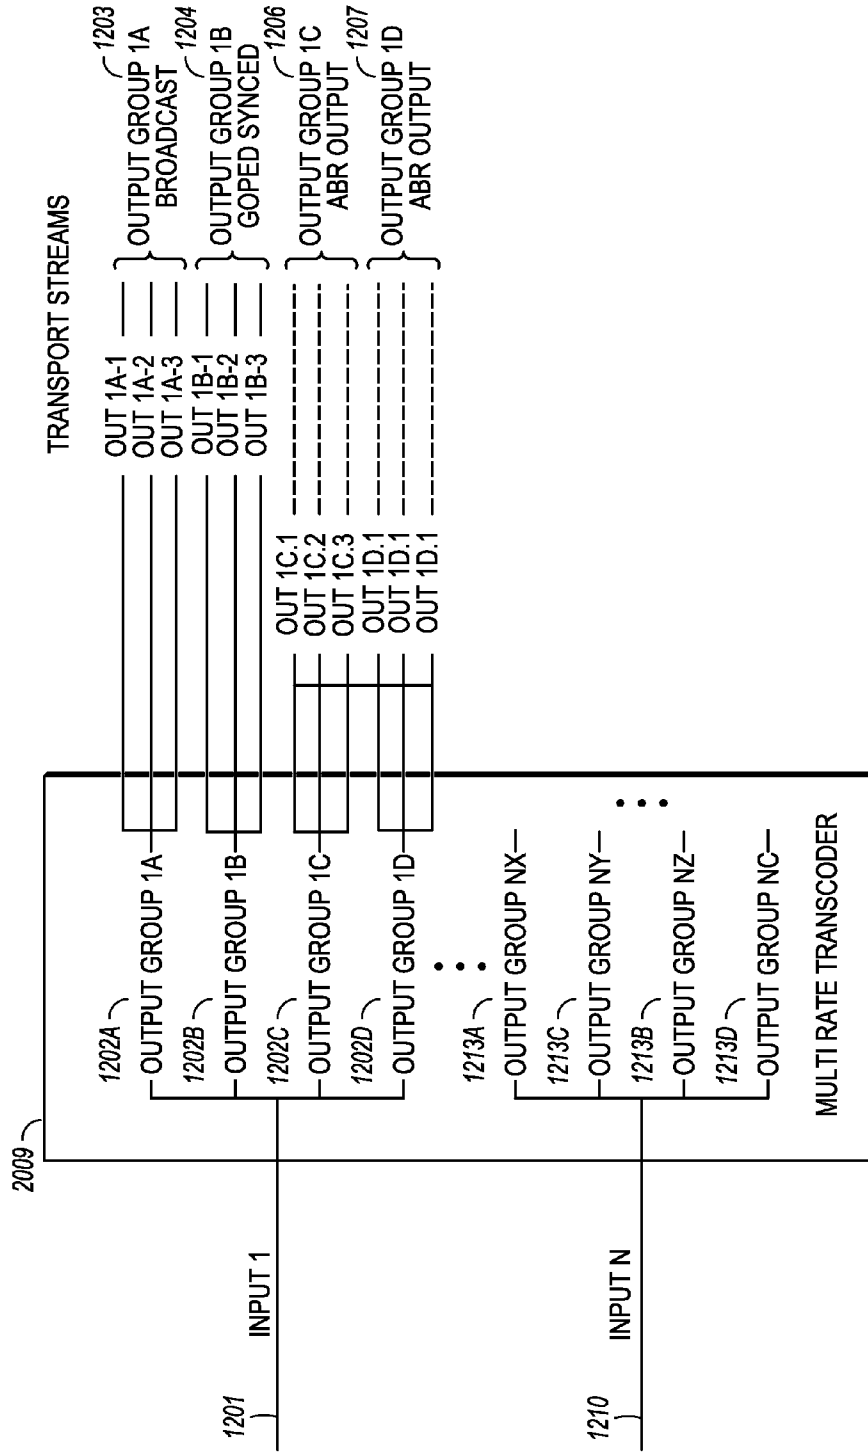 TRANSPORT STREAMS
2009
1201
INPUT 1
1202A
OUTPUT GROUP 1A
1202B
OUTPUT GROUP 1B
1202C
OUTPUT GROUP 1C
1202D
OUTPUT GROUP 1D
OUT 1A-1
OUT 1A-2
OUT 1A-3
1203
OUTPUT GROUP 1A
BROADCAST
OUT 1B-1
OUT 1B-2
OUT 1B-3
1204
OUTPUT GROUP 1B
GOPED SYNCED
OUT 1C.1
OUT 1C.2
OUT 1C.3
1206
OUTPUT GROUP 1C
ABR OUTPUT
OUT 1D.1
OUT 1D.1
OUT 1D.1
1207
OUTPUT GROUP 1D
ABR OUTPUT
1210
INPUT N
1213A
OUTPUT GROUP NX
1213C
OUTPUT GROUP NY
1213B
OUTPUT GROUP NZ
1213D
OUTPUT GROUP NC
MULTI RATE TRANSCODER